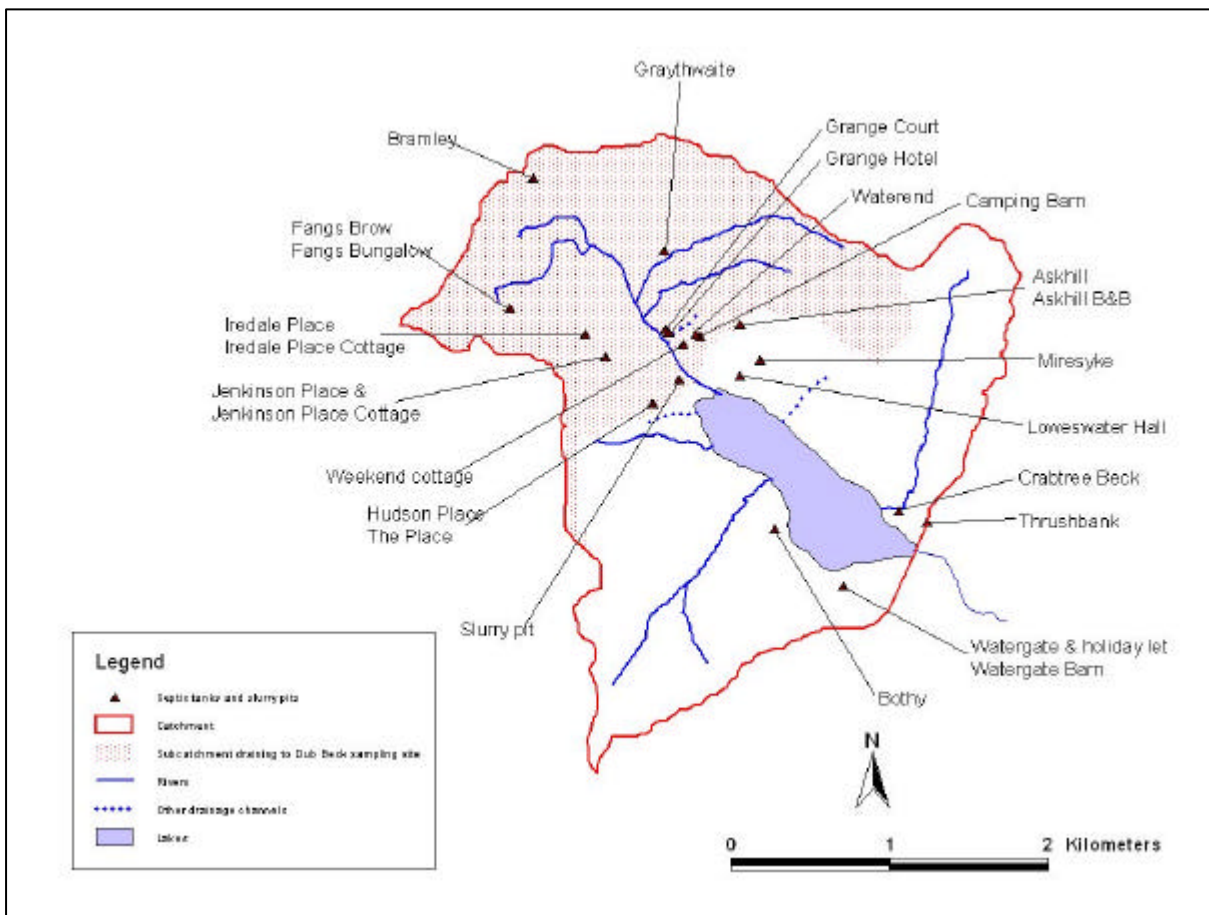 Graythwaite
Grange Court
Bramley
Grange Hotel
Waterend
Camping Barn
Fangs Brow
Fangs Bungalow
Askhill
Askhill B&B
Iredale Place
Iredale Place Cottage
Miresyke
Jenkinson Place &
Jenkinson Place Cottage
Loweswater Hall
Weekend cottage
Crabtree Beck
Hudson Place
The Place
Thrushbank
Slurry pit
Watergate & holiday let
Watergate Barn
Bothy
Legend
Septic tanks and slurry pits
Catchment
Subcatchment draining to Dub Beck sampling site
Rivers
Other drainage channels
Lakes
N
0 1 2 Kilometers